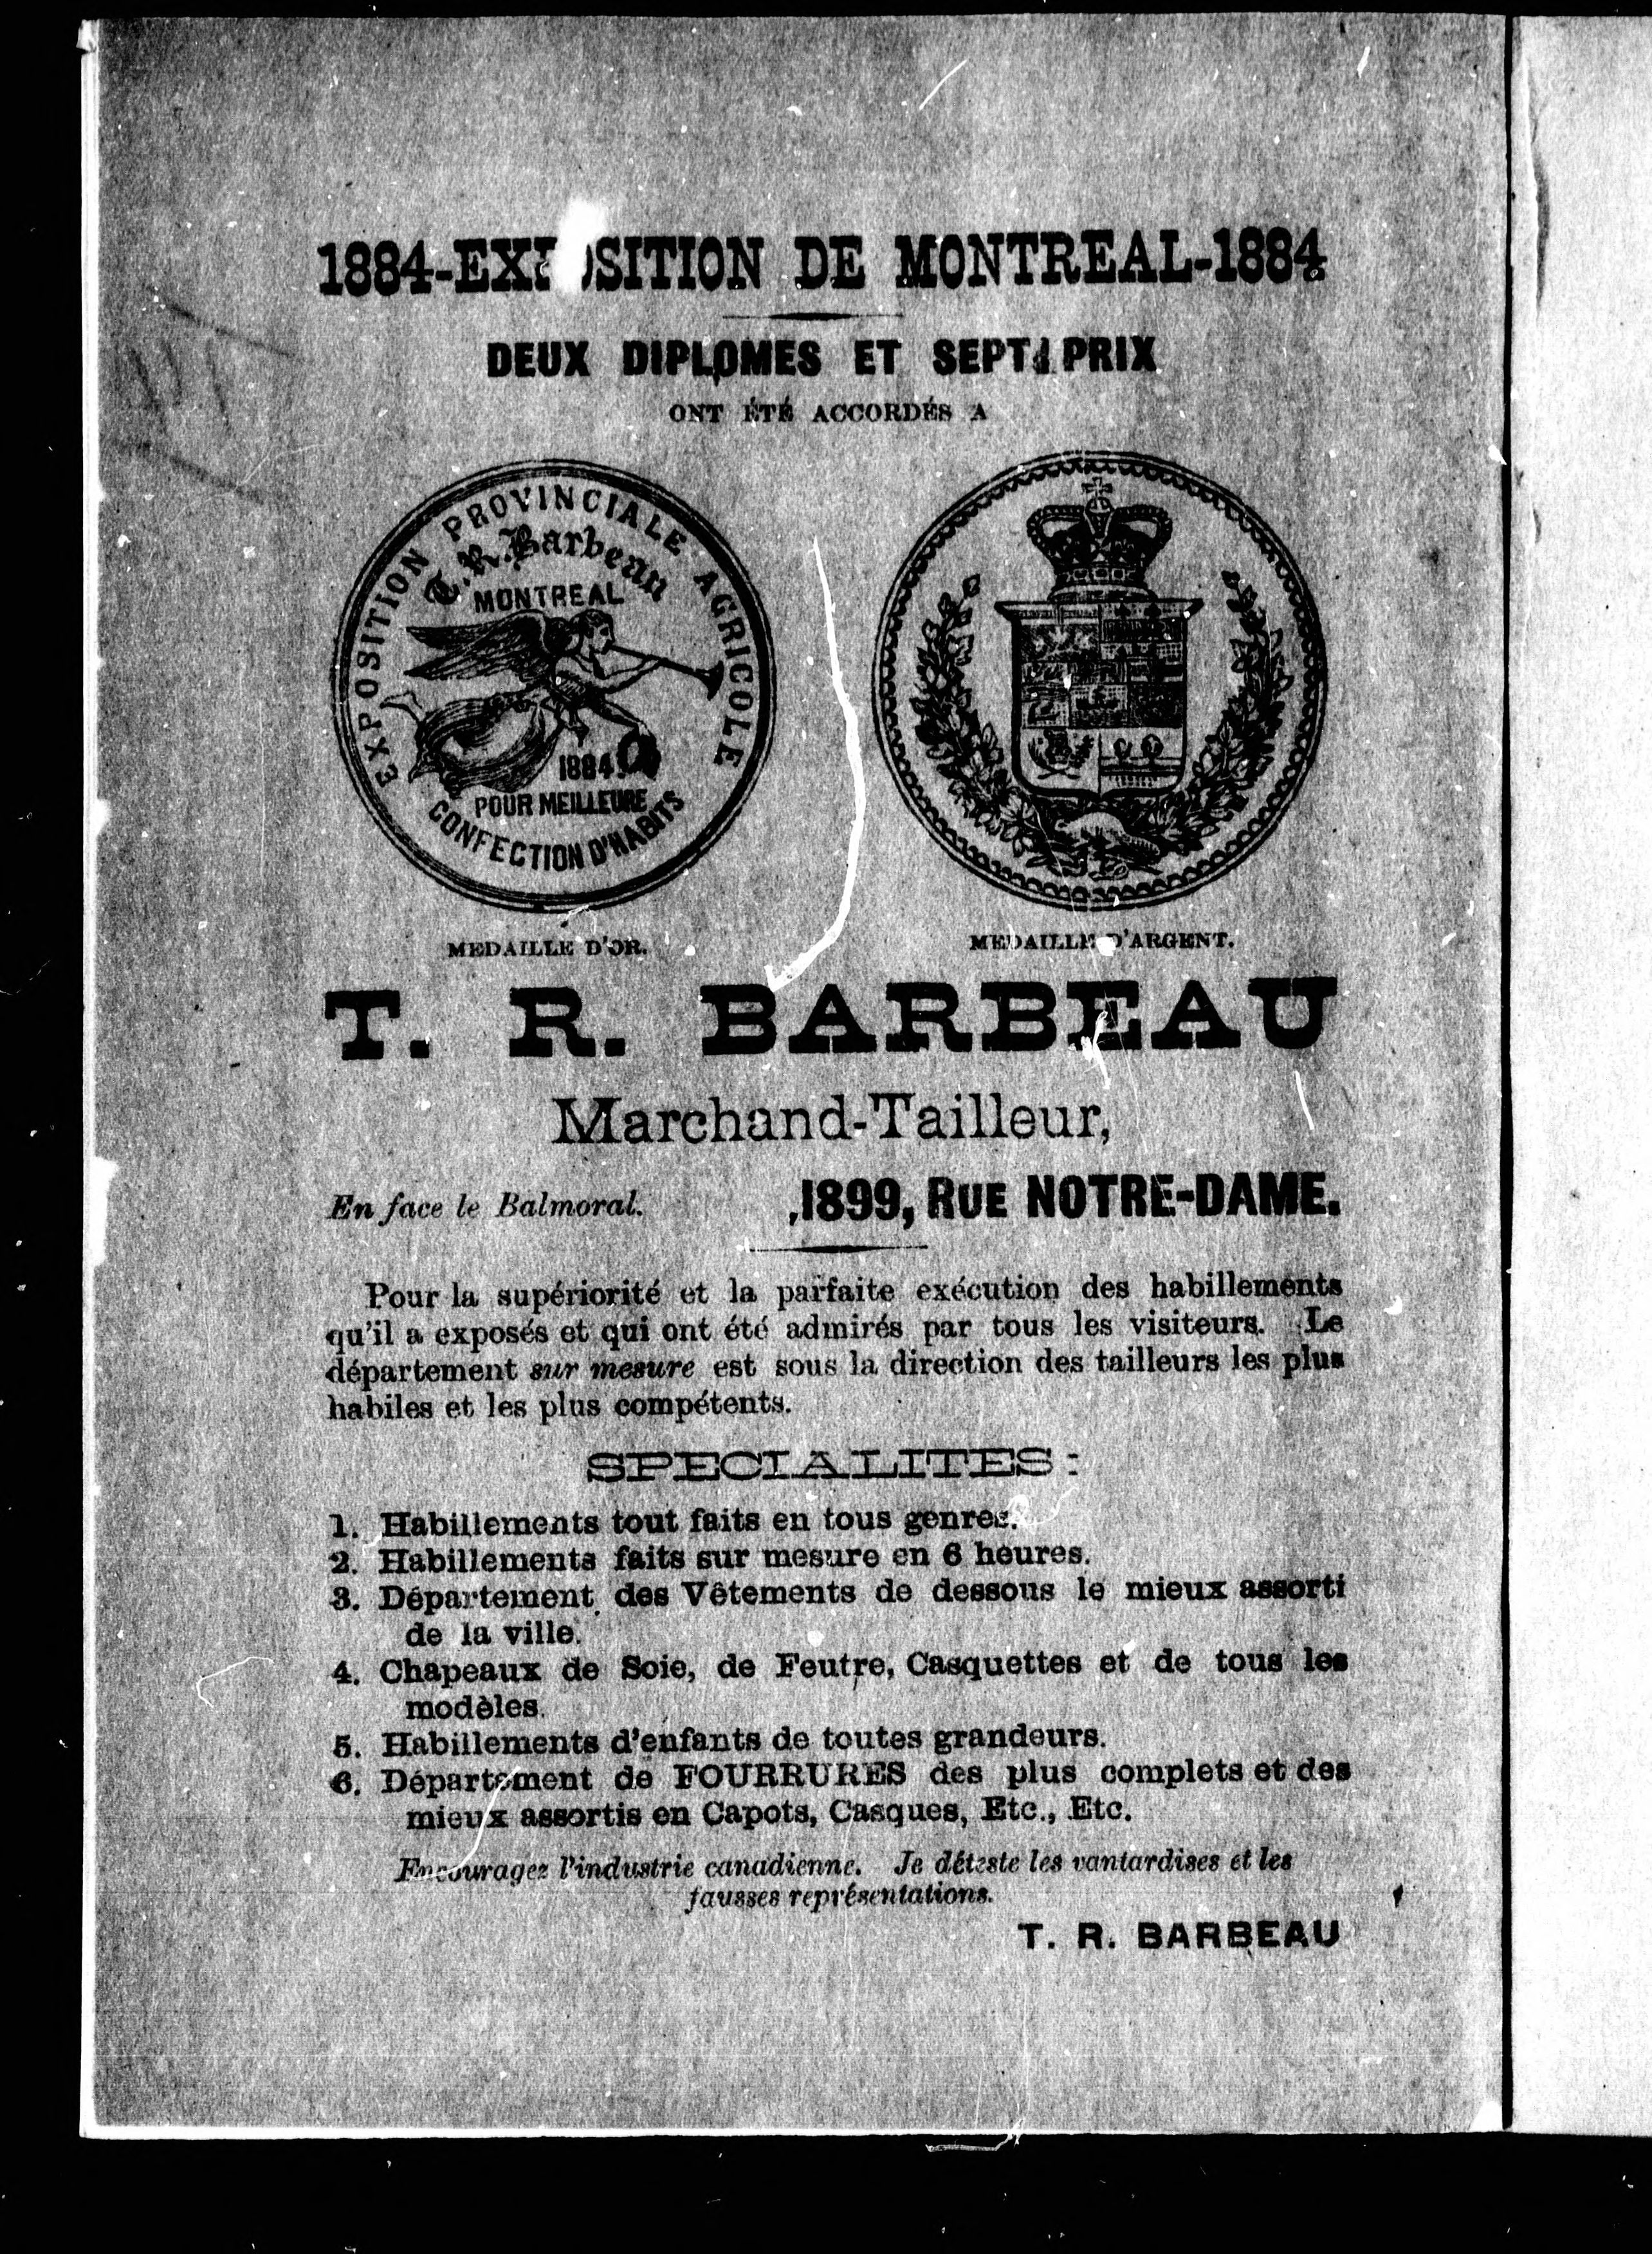 1884-EXPOSITION DE MONTREAL-1884
DEUX DIPLOMES ET SEPT PRIX
ONT ÉTÉ ACCORDÉS A
EXPOSITION PROVINCIALE AGRICOLE
T. R. Barbeau
MONTREAL
1884
POUR MEILLEURE
CONFECTION D'HABITS
MEDAILLE D'OR.
MEDAILLE D'ARGENT.
T. R. BARBEAU
Marchand-Tailleur,
En face le Balmoral. 1899, RUE NOTRE-DAME.
Pour la supériorité et la parfaite exécution des habillements
qu'il a exposés et qui ont été admirés par tous les visiteurs. Le
département sur mesure est sous la direction des tailleurs les plus
habiles et les plus compétents.
SPECIALITES:
1. Habillements tout faits en tous genres.
2. Habillements faits sur mesure en 6 heures.
3. Département des Vêtements de dessous le mieux assorti
de la ville.
4. Chapeaux de Soie, de Feutre, Casquettes et de tous les
modèles.
5. Habillements d'enfants de toutes grandeurs.
6. Département de FOURRURES des plus complets et des
mieux assortis en Capots, Casques, Etc., Etc.
Encouragez l'industrie canadienne. Je déteste les vantardises et les
fausses représentations.
T. R. BARBEAU